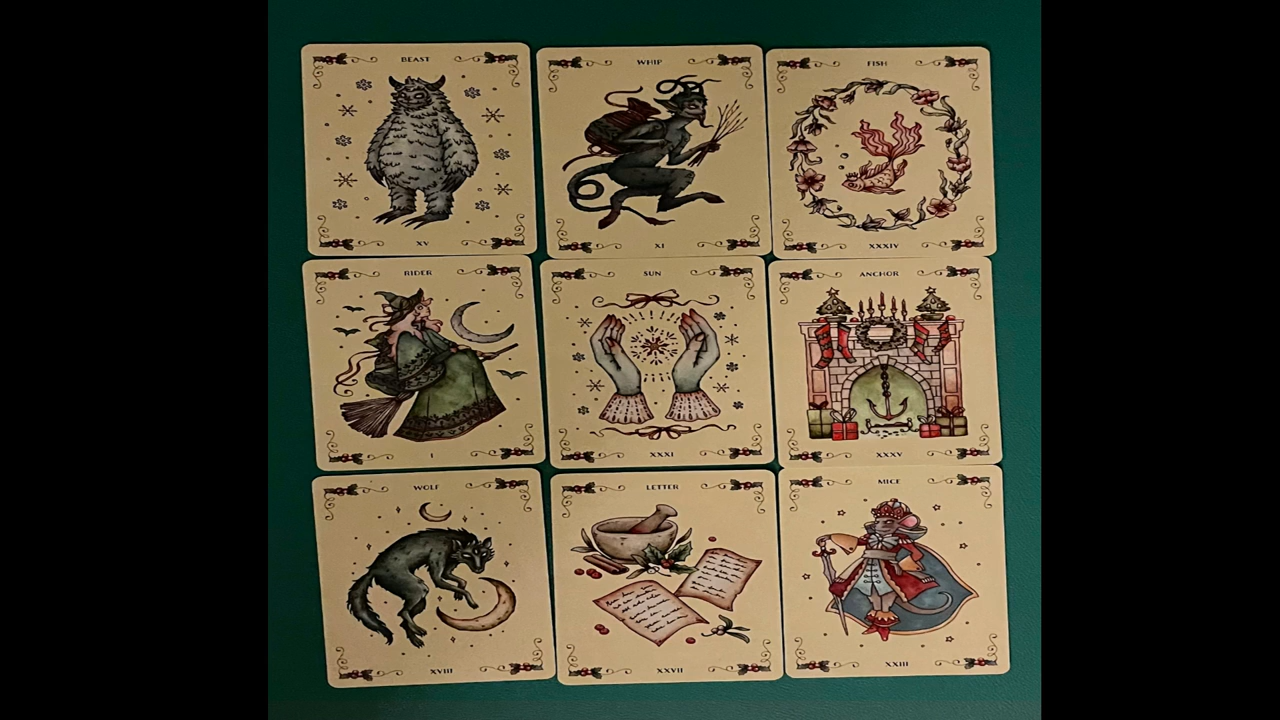 BEAST
XV
WHIP
XI
FISH
XXXIV
RIDER
I
SUN
XXXI
ANCHOR
XXXV
WOLF
XVIII
LETTER
XXVII
MICE
XXIII